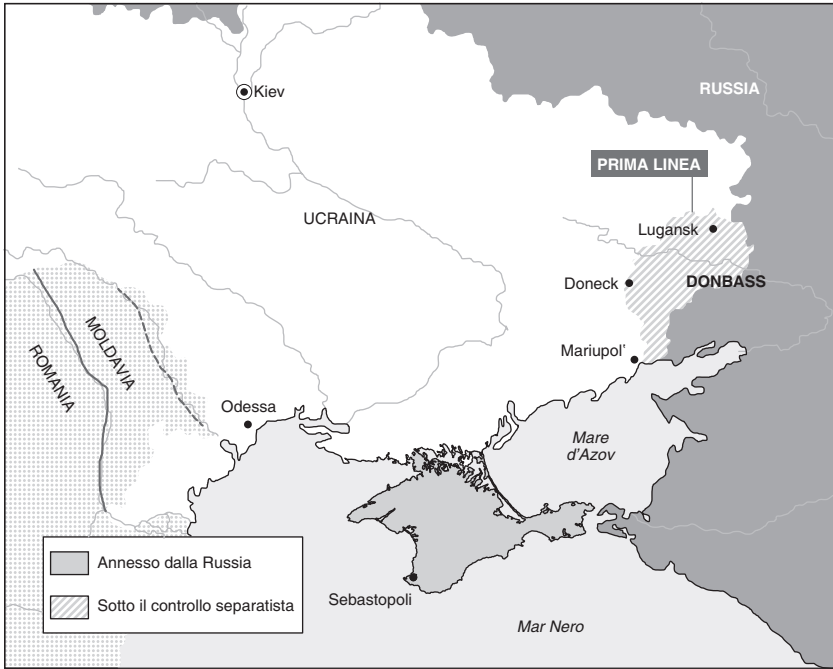 Kiev
RUSSIA
PRIMA LINEA
UCRAINA
Lugansk
Doneck
DONBASS
MOLDAVIA
ROMANIA
Mariupol'
Odessa
Mare
d'Azov
Annesso dalla Russia
Sebastopoli
Sotto il controllo separatista
Mar Nero